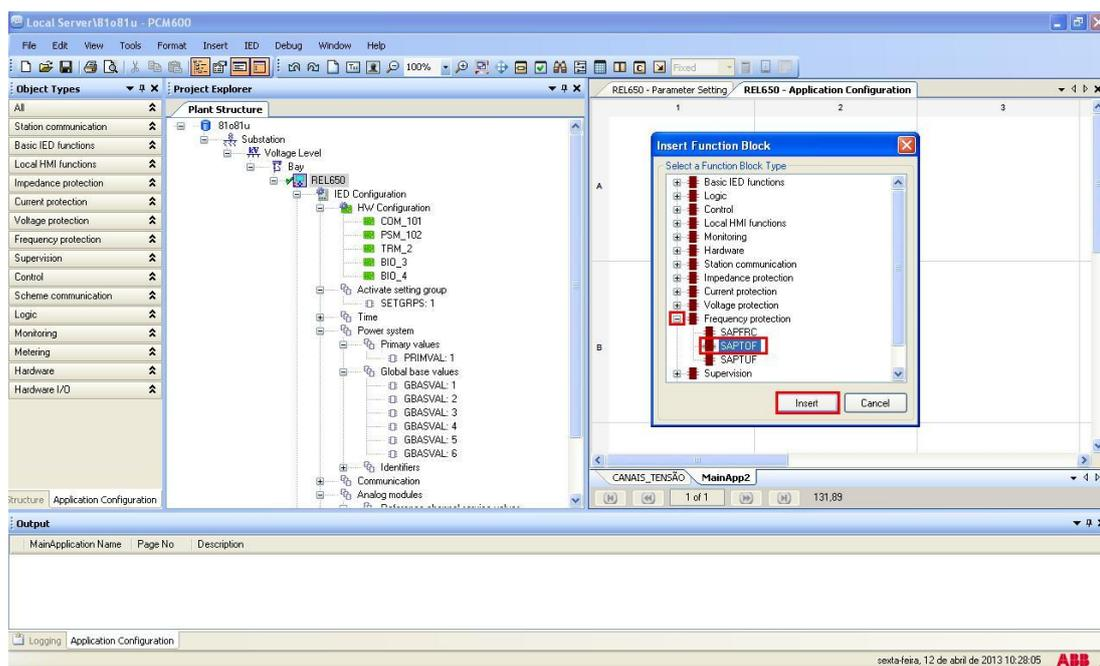 Local Server\81o81u - PCM600
File Edit View Tools Format Insert IED Debug Window Help
100%
Fixed
Object Types
All
Station communication
Basic IED functions
Local HMI functions
Impedance protection
Current protection
Voltage protection
Frequency protection
Supervision
Control
Scheme communication
Logic
Monitoring
Metering
Hardware
Hardware I/O
Structure Application Configuration
Project Explorer
Plant Structure
81o81u
Substation
Voltage Level
Bay
REL650
IED Configuration
HW Configuration
COM_101
PSM_102
TRM_2
BIO_3
BIO_4
Activate setting group
SETGRPS: 1
Time
Power system
Primary values
PRIMVAL: 1
Global base values
GBASVAL: 1
GBASVAL: 2
GBASVAL: 3
GBASVAL: 4
GBASVAL: 5
GBASVAL: 6
Identifiers
Communication
Analog modules
REL650 - Parameter Setting REL650 - Application Configuration
1 2 3
A
B
Insert Function Block
Select a Function Block Type
Basic IED functions
Logic
Control
Local HMI functions
Monitoring
Hardware
Station communication
Impedance protection
Current protection
Voltage protection
Frequency protection
SAPFRC
SAPTOF
SAPTUF
Supervision
Insert Cancel
CANAIS_TENSÃO MainApp2
1 of 1 131,89
Output
MainApplication Name Page No Description
Logging Application Configuration
sexta-feira, 12 de abril de 2013 10:28:05 ABB